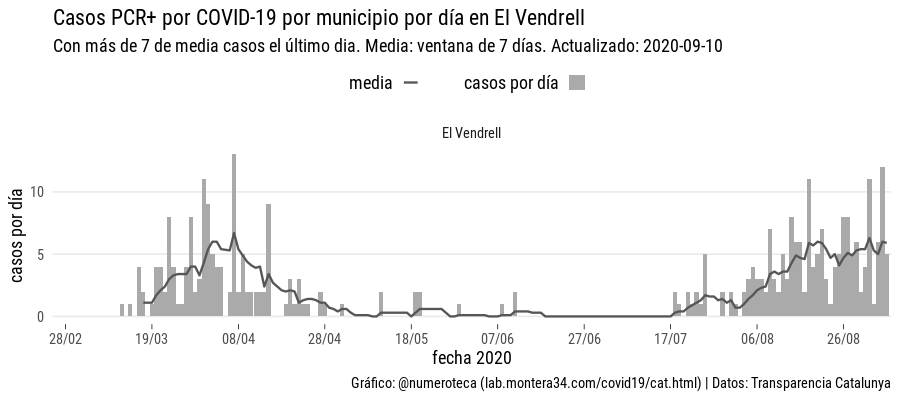 Casos PCR+ por COVID-19 por municipio por día en El Vendrell
Con más de 7 de media casos el último dia. Media: ventana de 7 días. Actualizado: 2020-09-10
media casos por día
El Vendrell
casos por día
10
5
0
28/02 19/03 08/04 28/04 18/05 07/06 27/06 17/07 06/08 26/08
fecha 2020
Gráfico: @numeroteca (lab.montera34.com/covid19/cat.html) | Datos: Transparencia Catalunya